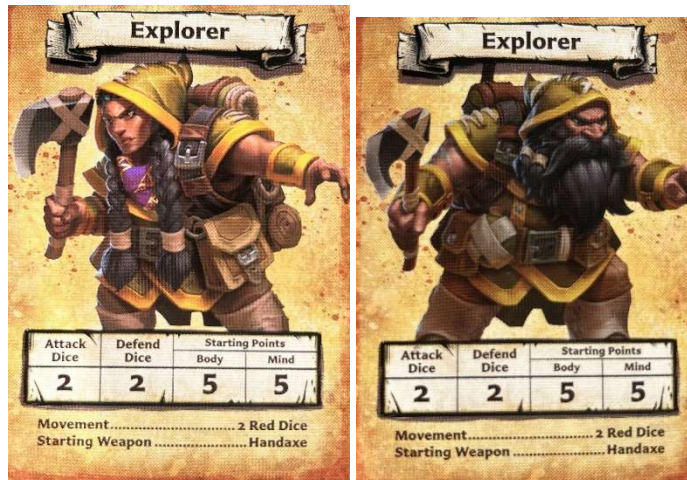 Explorer
Attack Dice
Defend Dice
Starting Points
Body
Mind
2
2
5
5
Movement..............................2 Red Dice
Starting Weapon .....................Handaxe
Explorer
Attack Dice
Defend Dice
Starting Points
Body
Mind
2
2
5
5
Movement..............................2 Red Dice
Starting Weapon .....................Handaxe